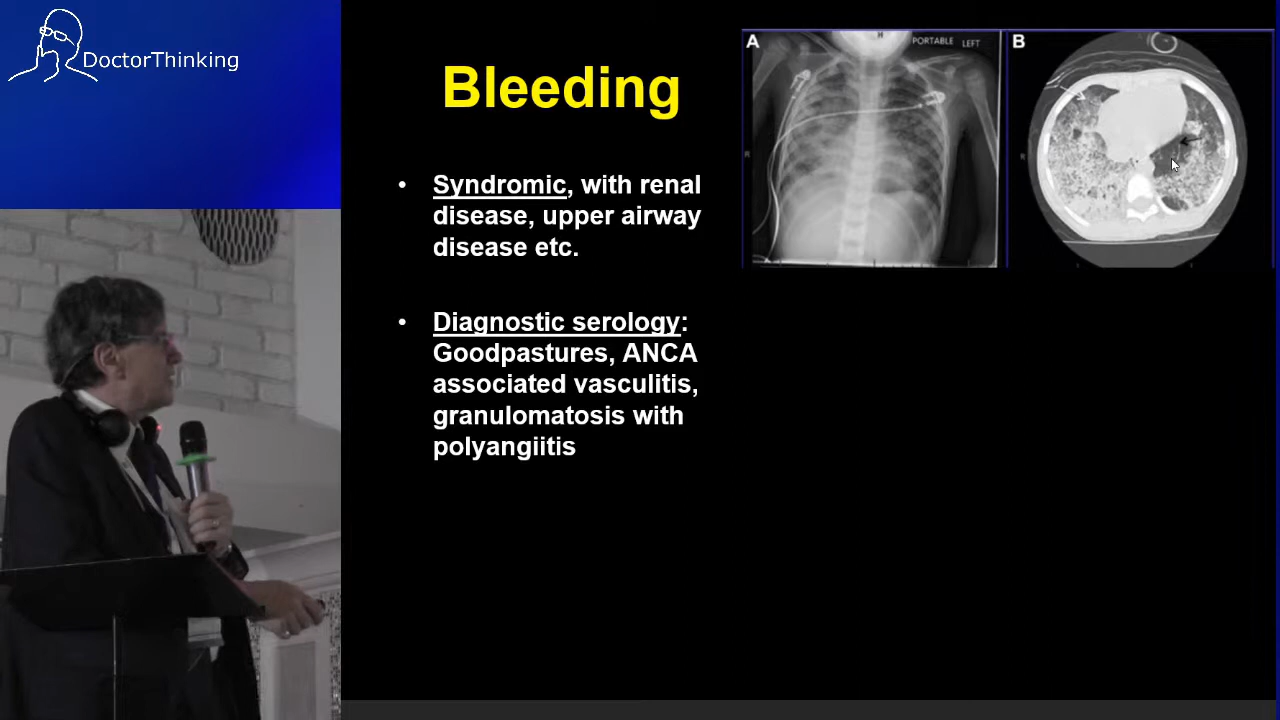 DoctorThinking
Bleeding
• Syndromic, with renal
disease, upper airway
disease etc.
• Diagnostic serology:
Goodpastures, ANCA
associated vasculitis,
granulomatosis with
polyangiitis
A
H
PORTABLE
LEFT
R
B
R